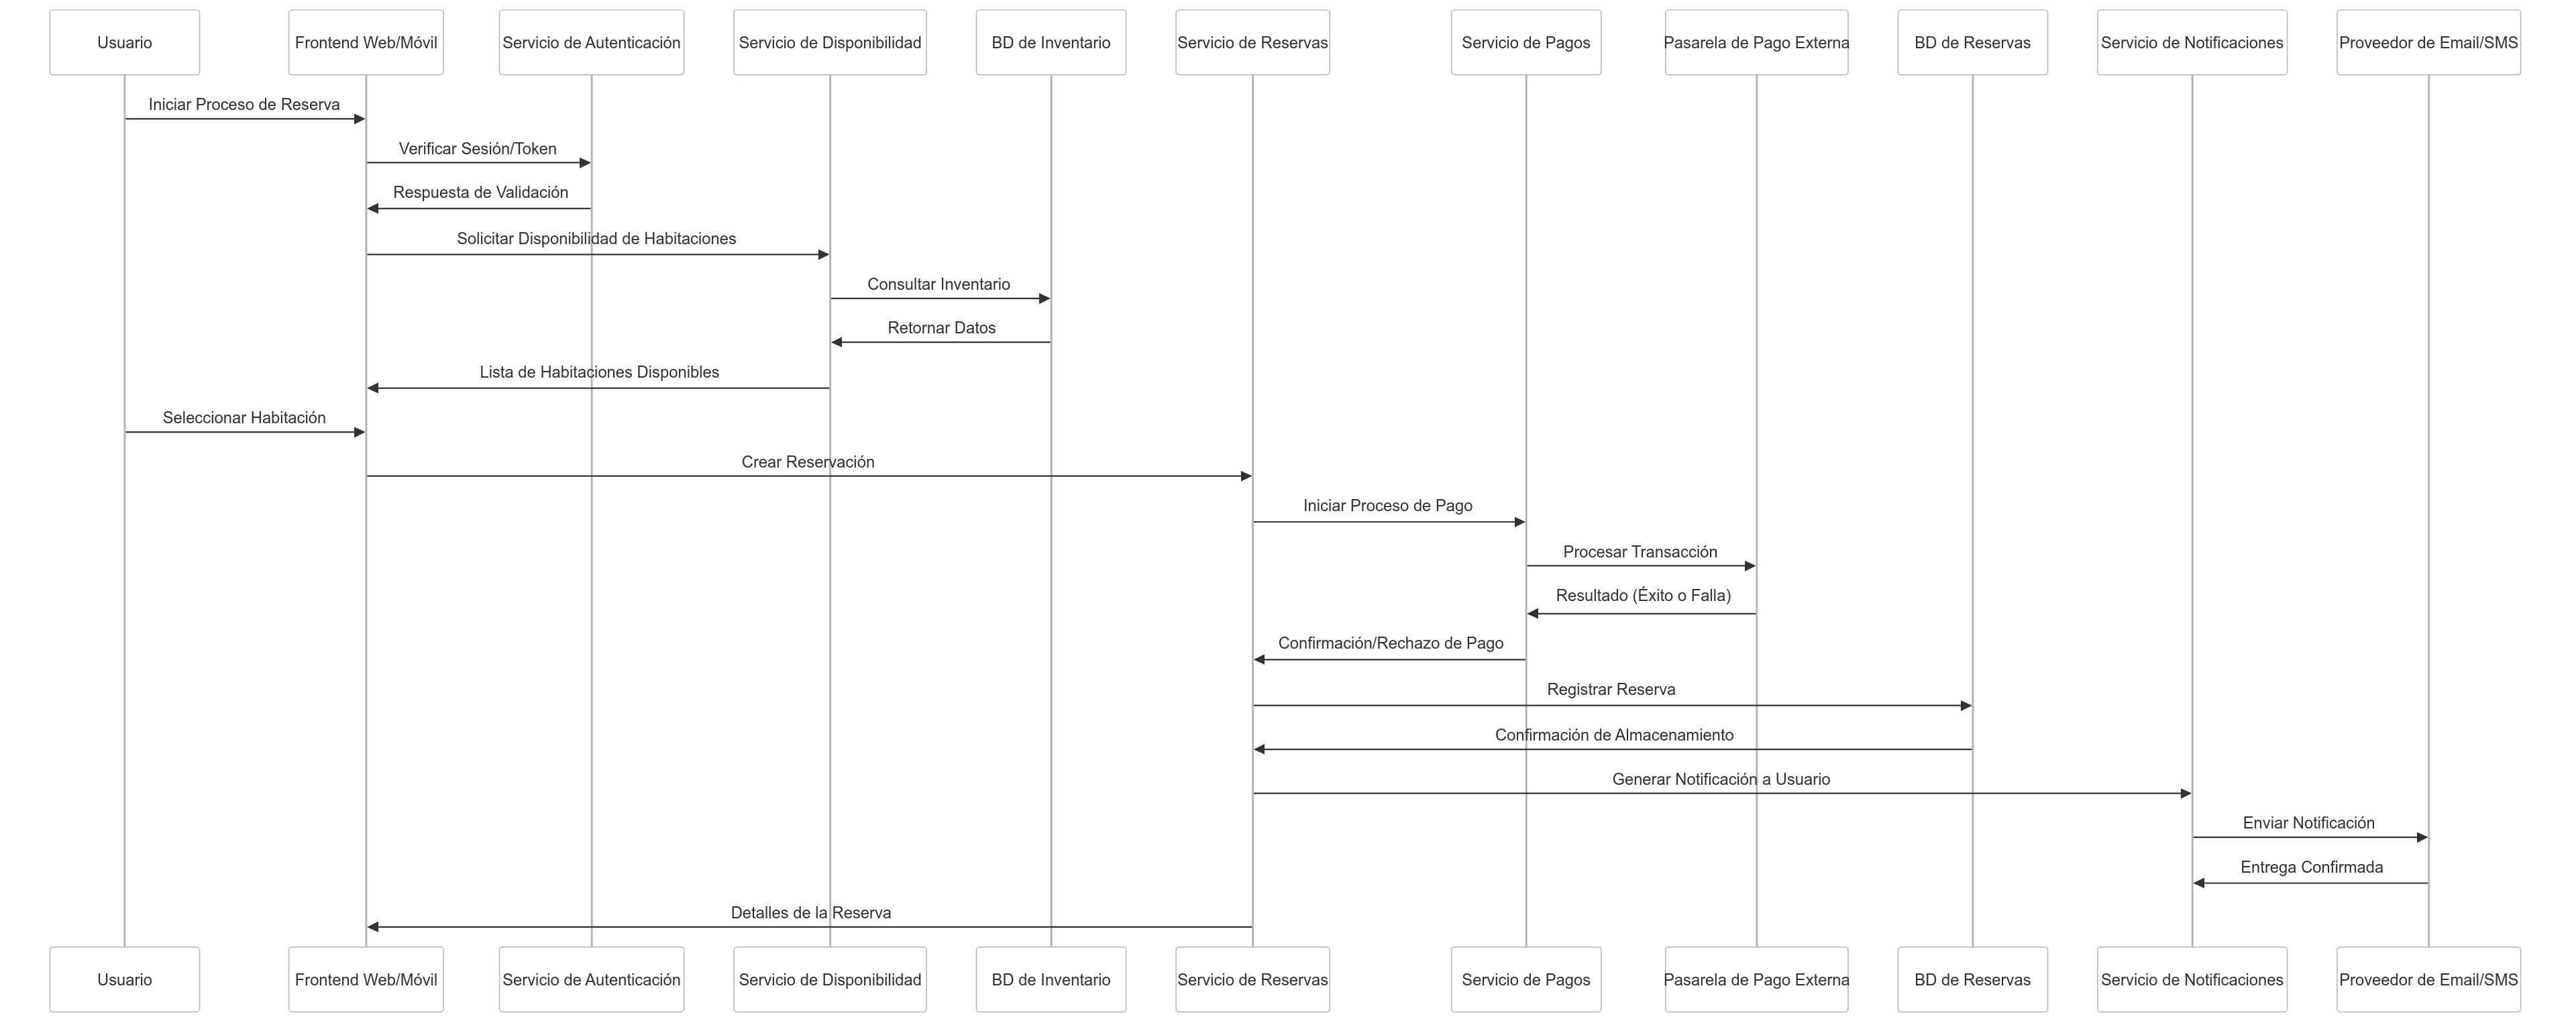 Usuario
Frontend Web/Móvil
Servicio de Autenticación
Servicio de Disponibilidad
BD de Inventario
Servicio de Reservas
Servicio de Pagos
Pasarela de Pago Externa
BD de Reservas
Servicio de Notificaciones
Proveedor de Email/SMS
Iniciar Proceso de Reserva
Verificar Sesión/Token
Respuesta de Validación
Solicitar Disponibilidad de Habitaciones
Consultar Inventario
Retornar Datos
Lista de Habitaciones Disponibles
Seleccionar Habitación
Crear Reservación
Iniciar Proceso de Pago
Procesar Transacción
Resultado (Éxito o Falla)
Confirmación/Rechazo de Pago
Registrar Reserva
Confirmación de Almacenamiento
Generar Notificación a Usuario
Enviar Notificación
Entrega Confirmada
Detalles de la Reserva
Usuario
Frontend Web/Móvil
Servicio de Autenticación
Servicio de Disponibilidad
BD de Inventario
Servicio de Reservas
Servicio de Pagos
Pasarela de Pago Externa
BD de Reservas
Servicio de Notificaciones
Proveedor de Email/SMS